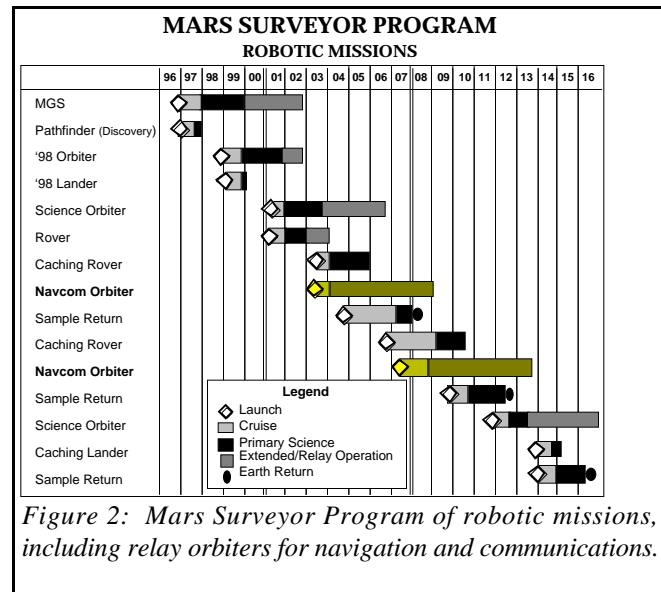 MARS SURVEYOR PROGRAM
ROBOTIC MISSIONS
96 97 98 99 00 01 02 03 04 05 06 07 08 09 10 11 12 13 14 15 16
MGS
Pathfinder (Discovery)
‘98 Orbiter
‘98 Lander
Science Orbiter
Rover
Caching Rover
Navcom Orbiter
Sample Return
Caching Rover
Navcom Orbiter
Sample Return
Science Orbiter
Caching Lander
Sample Return
Legend
Launch
Cruise
Primary Science
Extended/Relay Operation
Earth Return
Figure 2: Mars Surveyor Program of robotic missions,
including relay orbiters for navigation and communications.